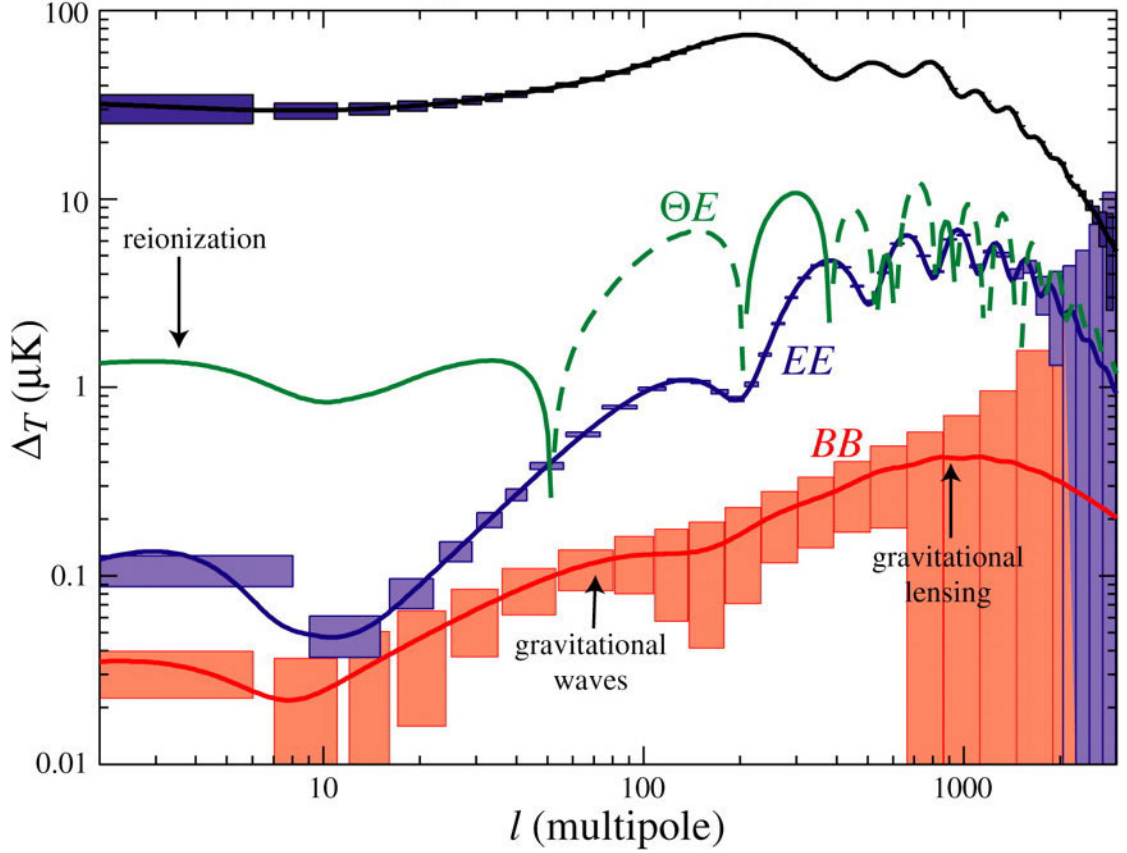 100
10
1
0.1
0.01
Δ_T (μK)
reionization
ΘE
EE
BB
gravitational
waves
gravitational
lensing
10
100
1000
l (multipole)